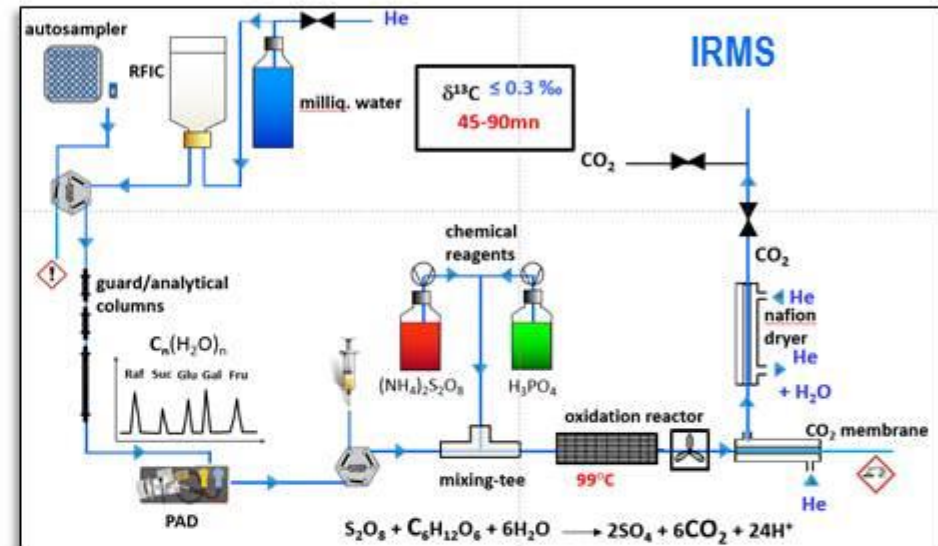 autosampler
RFIC
He
milliq. water
δ¹³C ≤ 0.3 ‰
45-90mn
IRMS
CO₂
chemical
reagents
(NH₄)₂S₂O₈
H₃PO₄
guard/analytical
columns
Cₙ(H₂O)ₙ
Raf Suc Glu Gal Fru
PAD
mixing-tee
oxidation reactor
99°C
CO₂
He
nafion
dryer
He
+ H₂O
CO₂ membrane
He
S₂O₈ + C₆H₁₂O₆ + 6H₂O ⟶ 2SO₄ + 6CO₂ + 24H⁺